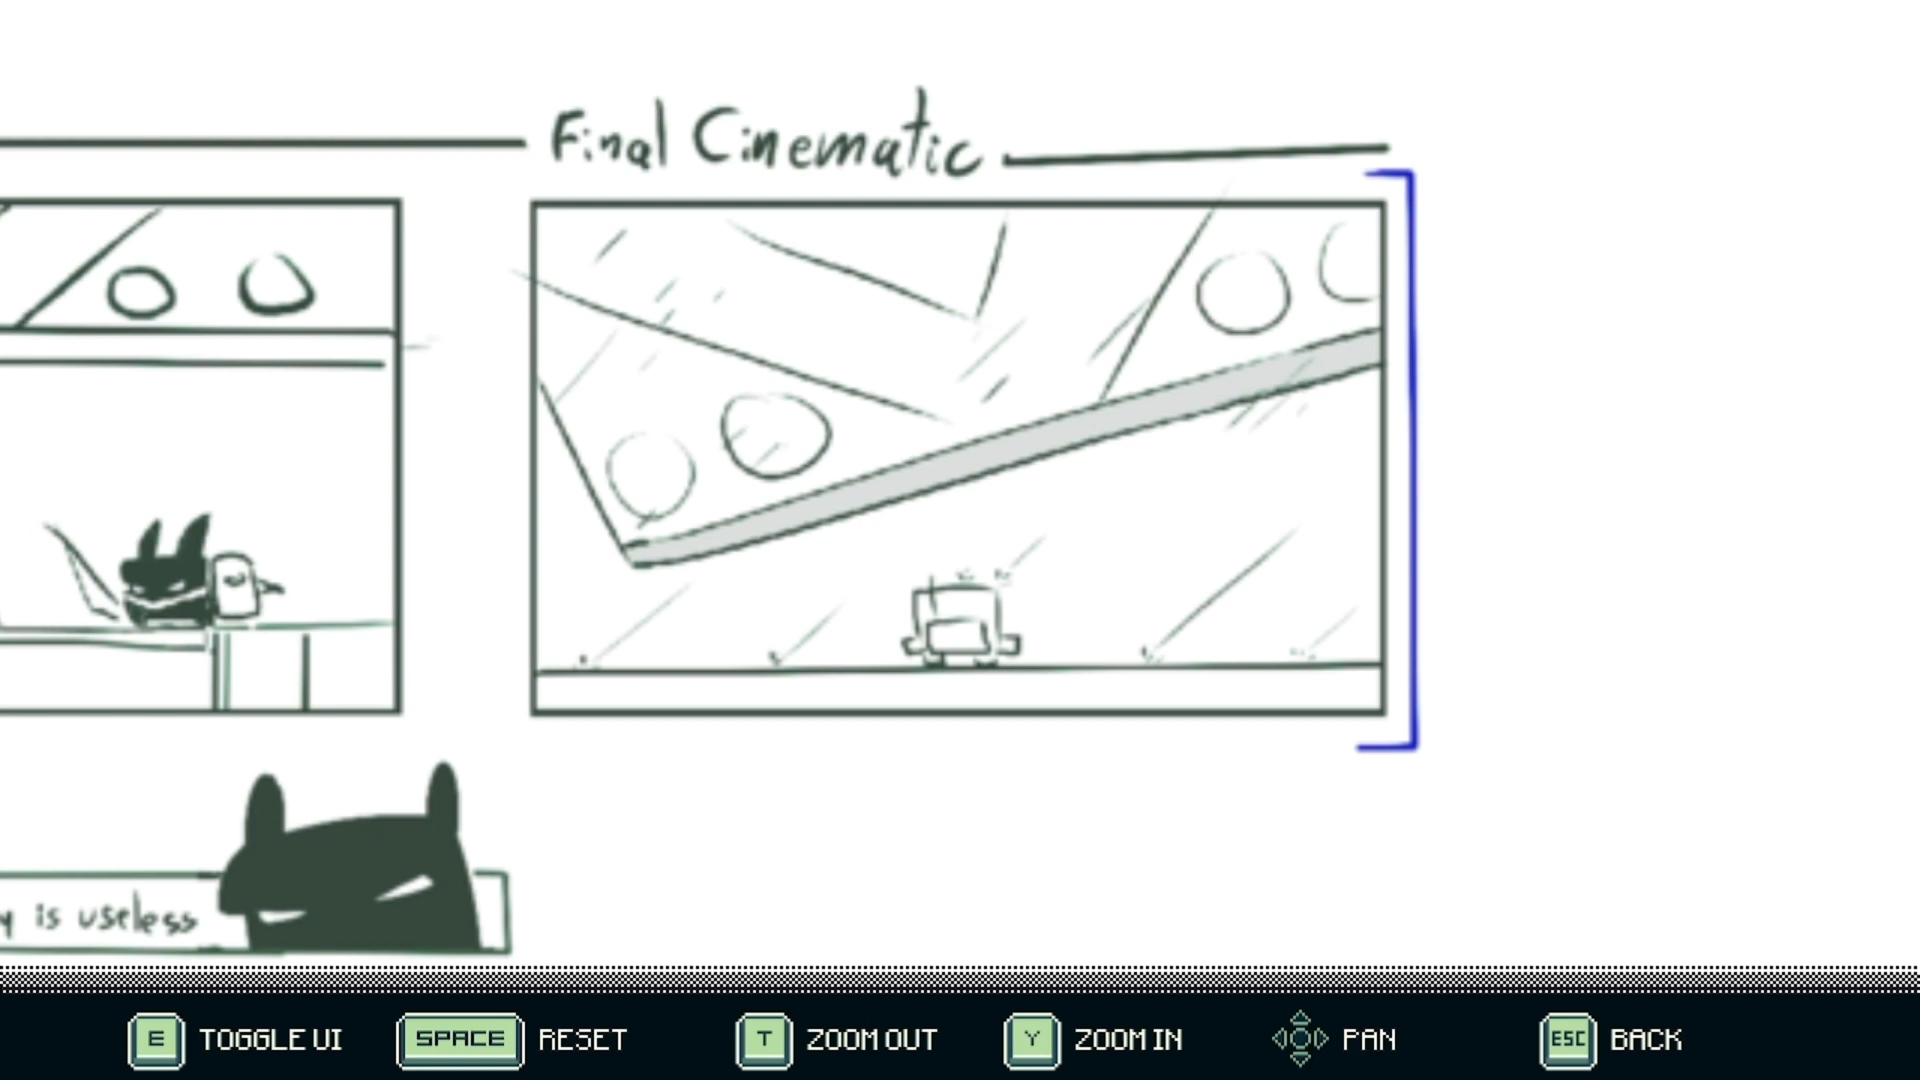 Final Cinematic
is useless
E TOGGLE UI SPACE RESET T ZOOM OUT Y ZOOM IN PAN ESC BACK